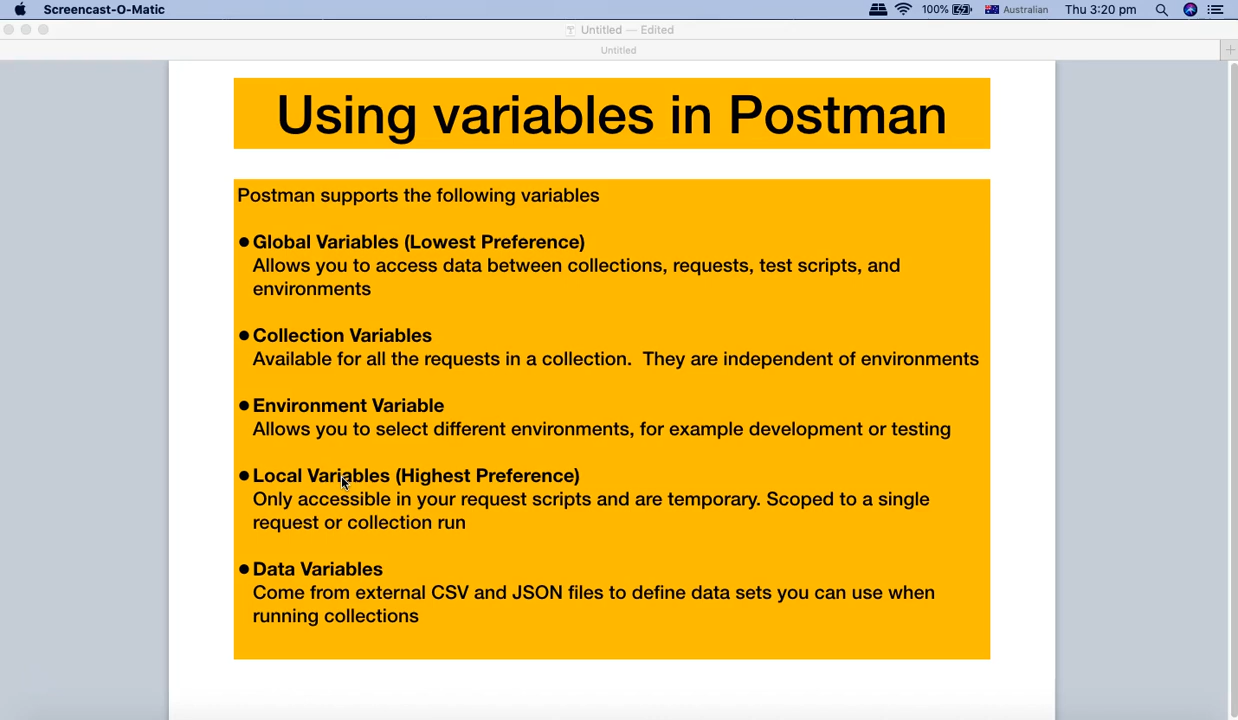 Screencast-O-Matic
100%
Australian
Thu 3:20 pm
Untitled — Edited
Untitled
Using variables in Postman
Postman supports the following variables
● Global Variables (Lowest Preference)
Allows you to access data between collections, requests, test scripts, and
environments
● Collection Variables
Available for all the requests in a collection.  They are independent of environments
● Environment Variable
Allows you to select different environments, for example development or testing
● Local Variables (Highest Preference)
Only accessible in your request scripts and are temporary. Scoped to a single
request or collection run
● Data Variables
Come from external CSV and JSON files to define data sets you can use when
running collections